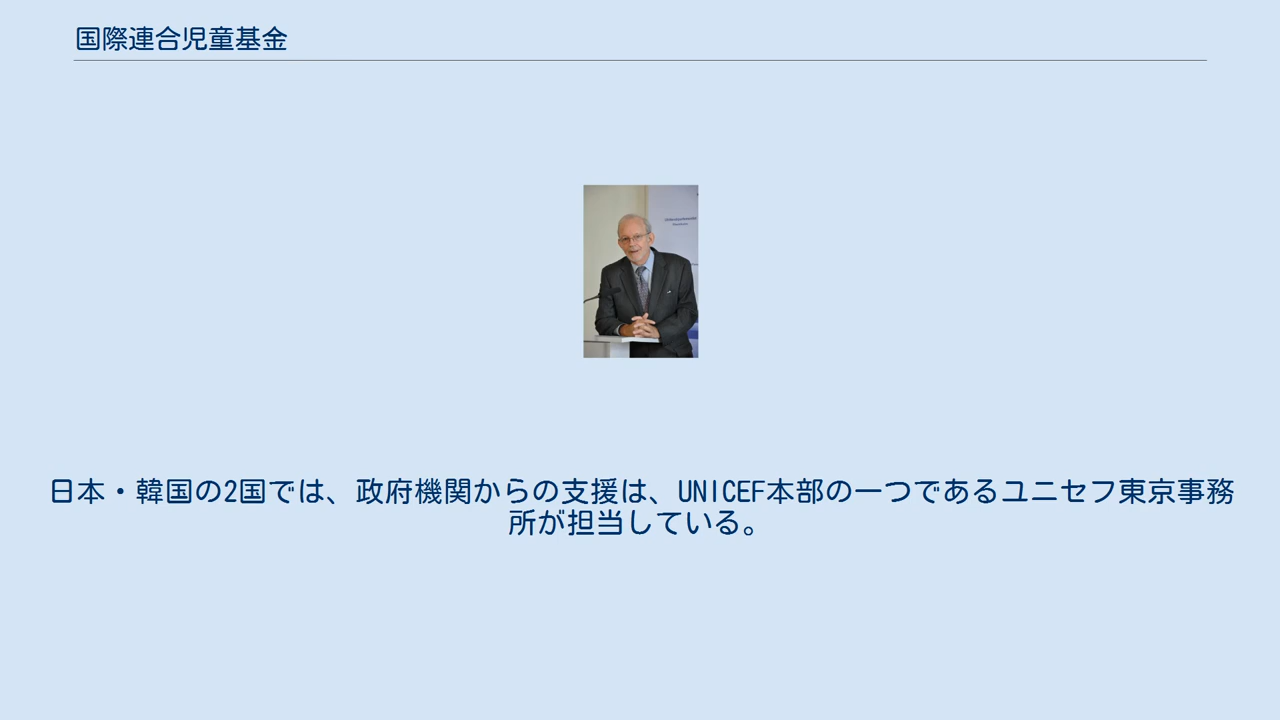 国際連合児童基金
日本・韓国の2国では、政府機関からの支援は、UNICEF本部の一つであるユニセフ東京事務
所が担当している。